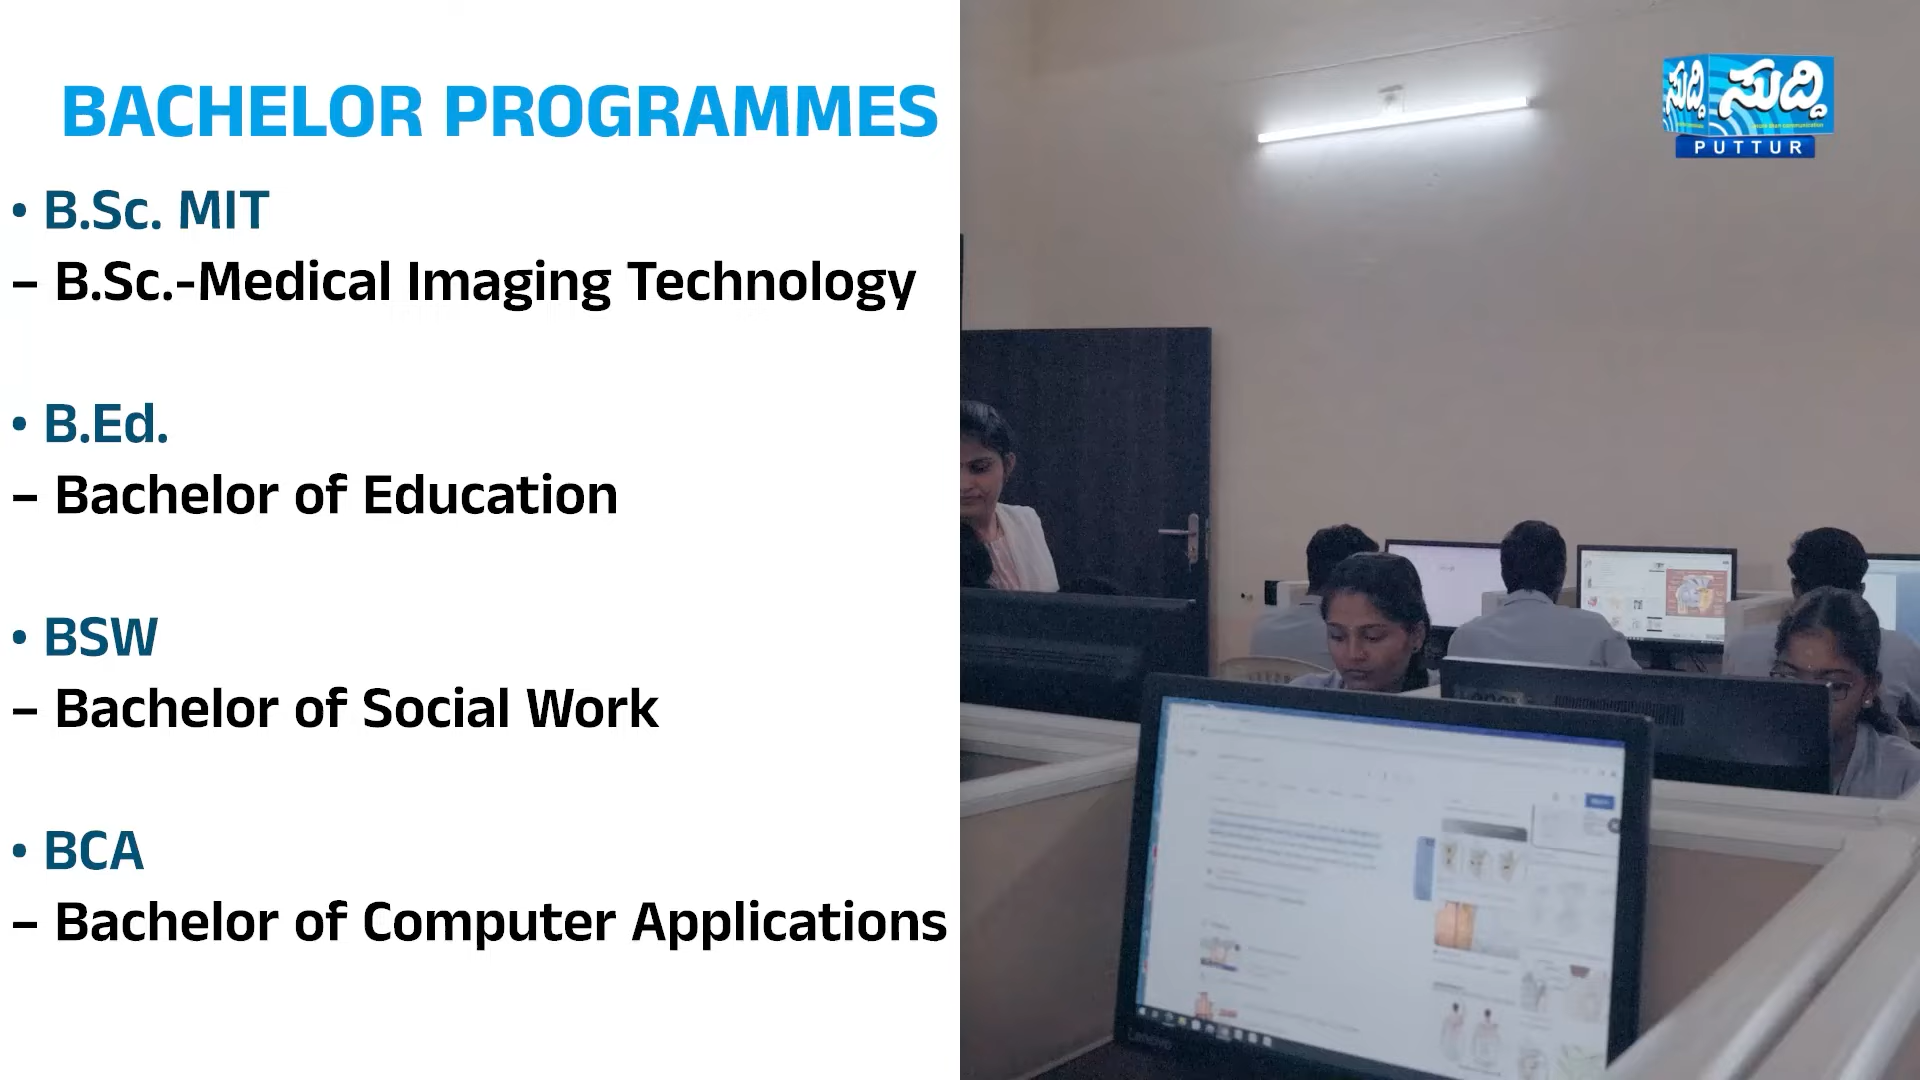 BACHELOR PROGRAMMES
• B.Sc. MIT
– B.Sc.-Medical Imaging Technology
• B.Ed.
– Bachelor of Education
• BSW
– Bachelor of Social Work
• BCA
– Bachelor of Computer Applications
ಸುದ್ದಿ ಸುದ್ದಿ
PUTTUR